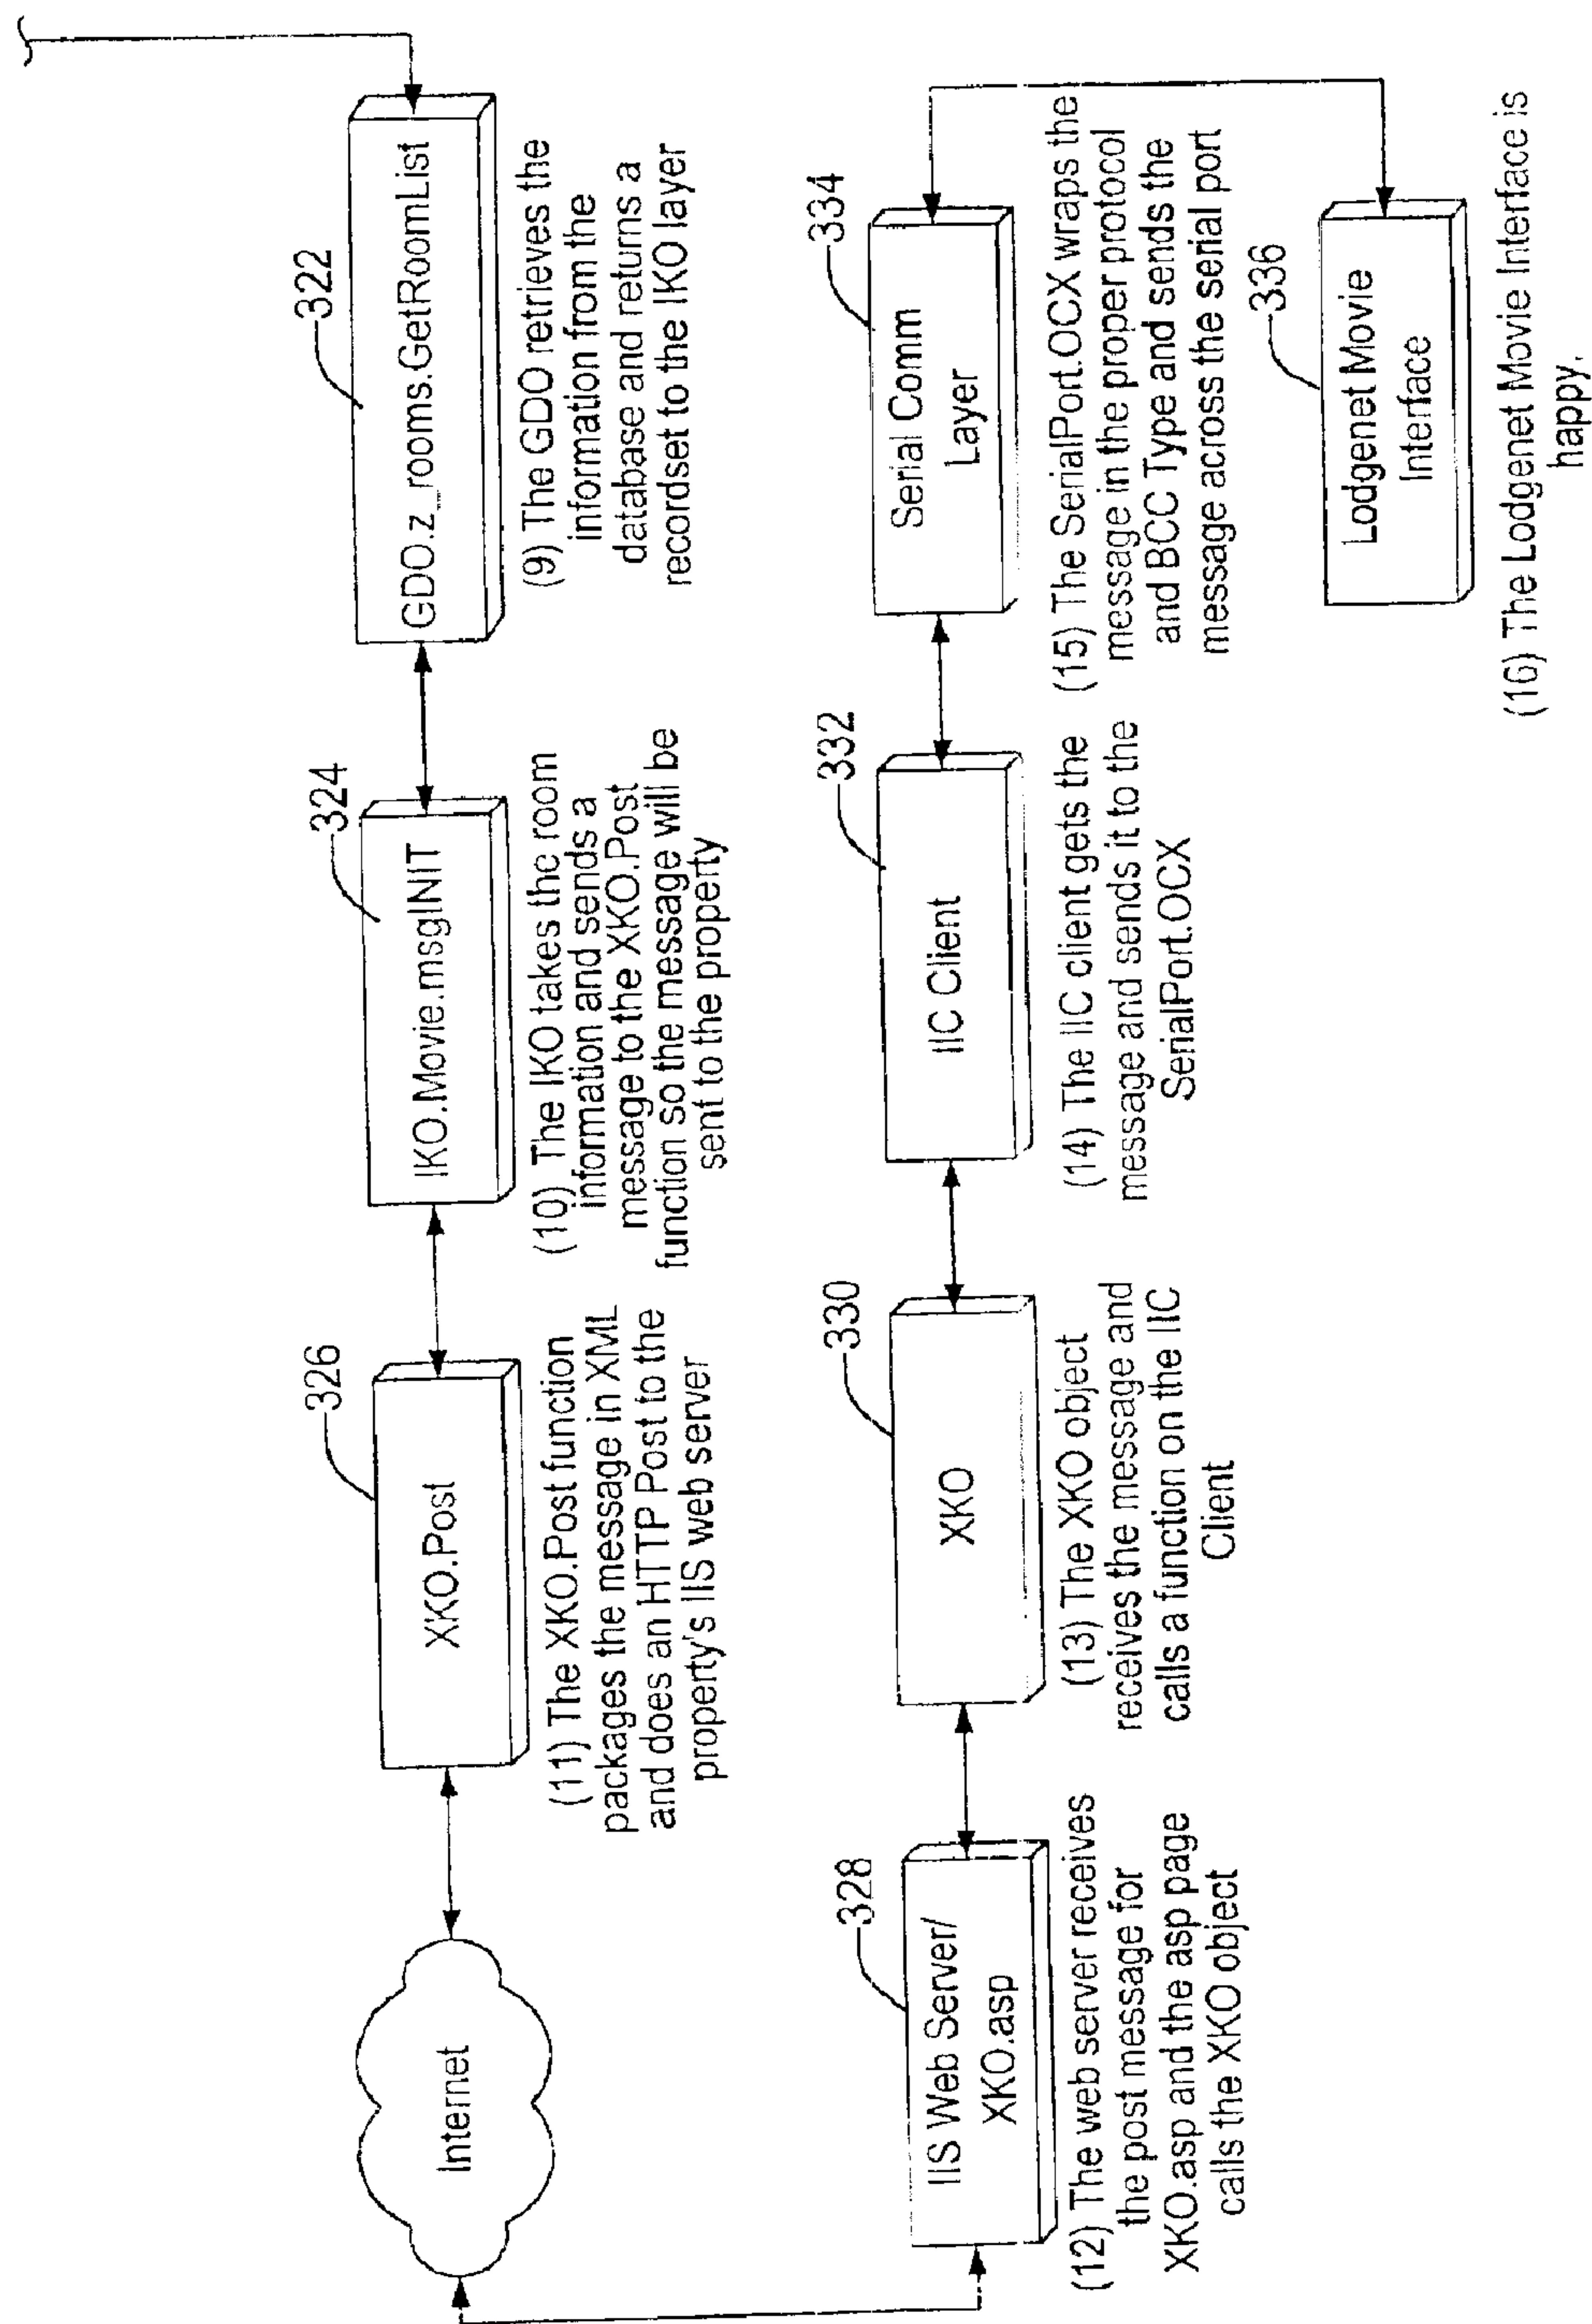 322
GDO.z_rooms.GetRoomList
(9) The GDO retrieves the
information from the
database and returns a
recordset to the IKO layer
324
IKO.Movie.msgINIT
(10) The IKO takes the room
information and sends a
message to the XKO.Post
function so the message will be
sent to the property
326
XKO.Post
(11) The XKO.Post function
packages the message in XML
and does an HTTP Post to the
property's IIS web server
Internet
328
IIS Web Server/
XKO.asp
(12) The web server receives
the post message for
XKO.asp and the asp page
calls the XKO object
330
XKO
(13) The XKO object
receives the message and
calls a function on the IIC
Client
332
IIC Client
(14) The IIC client gets the
message and sends it to the
SerialPort.OCX
334
Serial Comm
Layer
(15) The SerialPort.OCX wraps the
message in the proper protocol
and BCC Type and sends the
message across the serial port
336
Lodgenet Movie
Interface
(16) The Lodgenet Movie Interface is
happy.